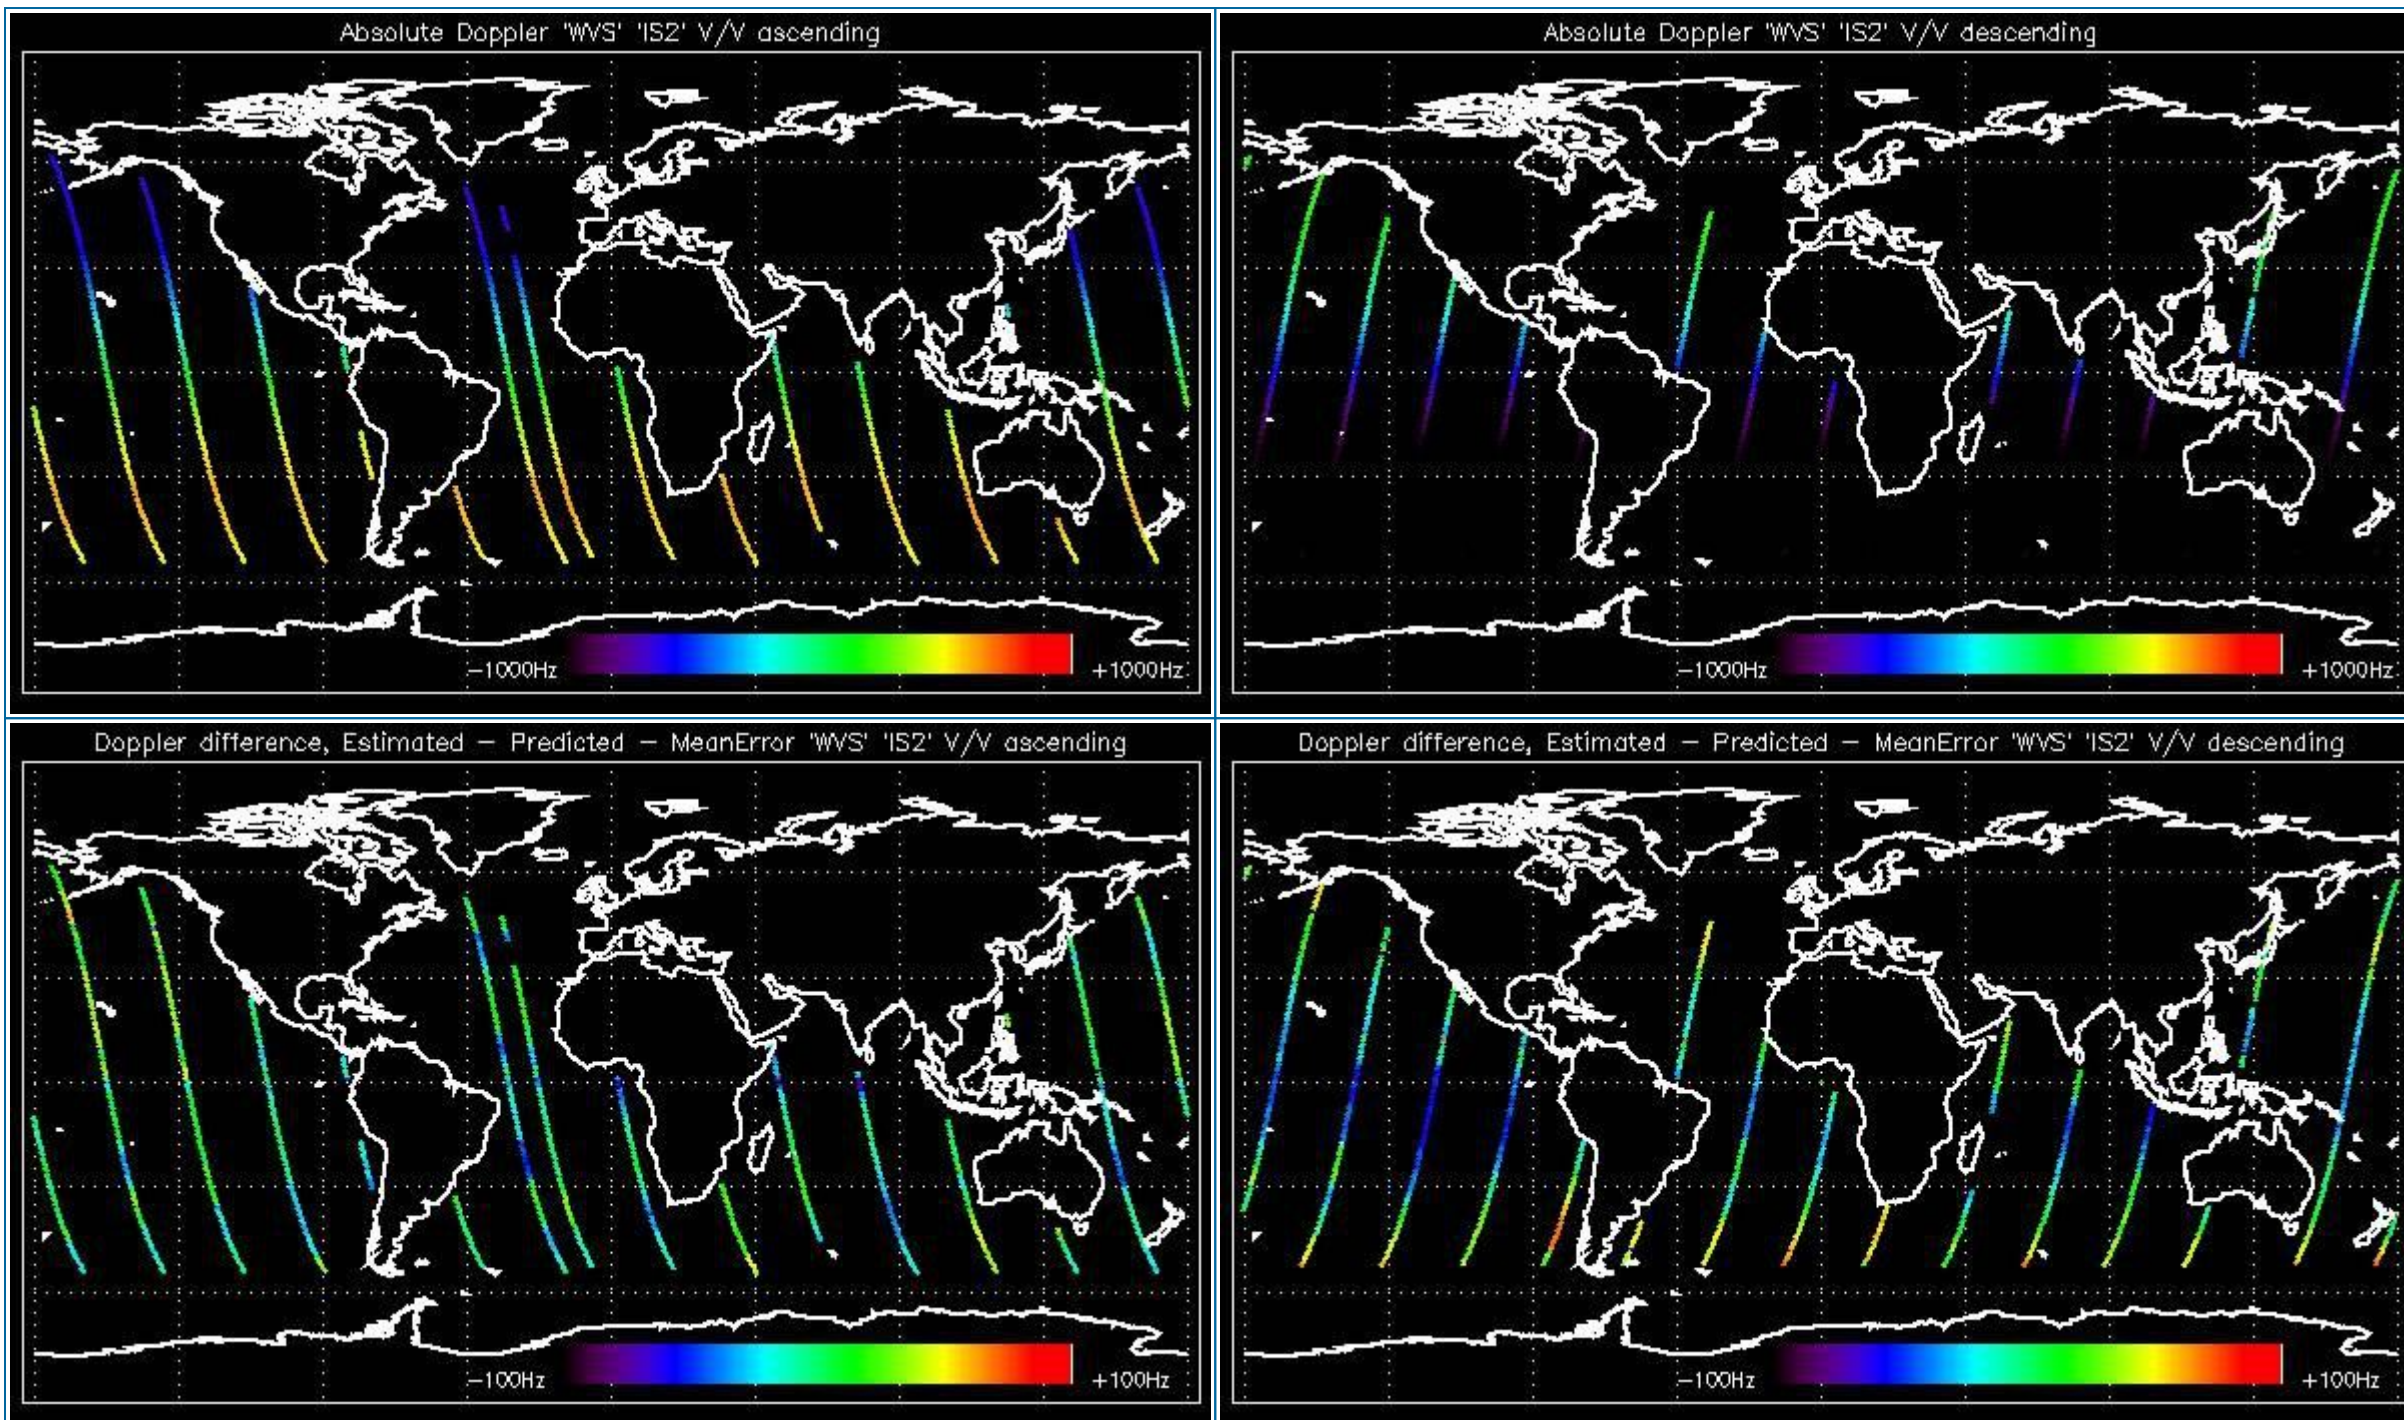 Absolute Doppler 'WVS' 'IS2' V/V ascending
-1000Hz
+1000Hz
Absolute Doppler 'WVS' 'IS2' V/V descending
-1000Hz
+1000Hz
Doppler difference, Estimated - Predicted - MeanError 'WVS' 'IS2' V/V ascending
-100Hz
+100Hz
Doppler difference, Estimated - Predicted - MeanError 'WVS' 'IS2' V/V descending
-100Hz
+100Hz